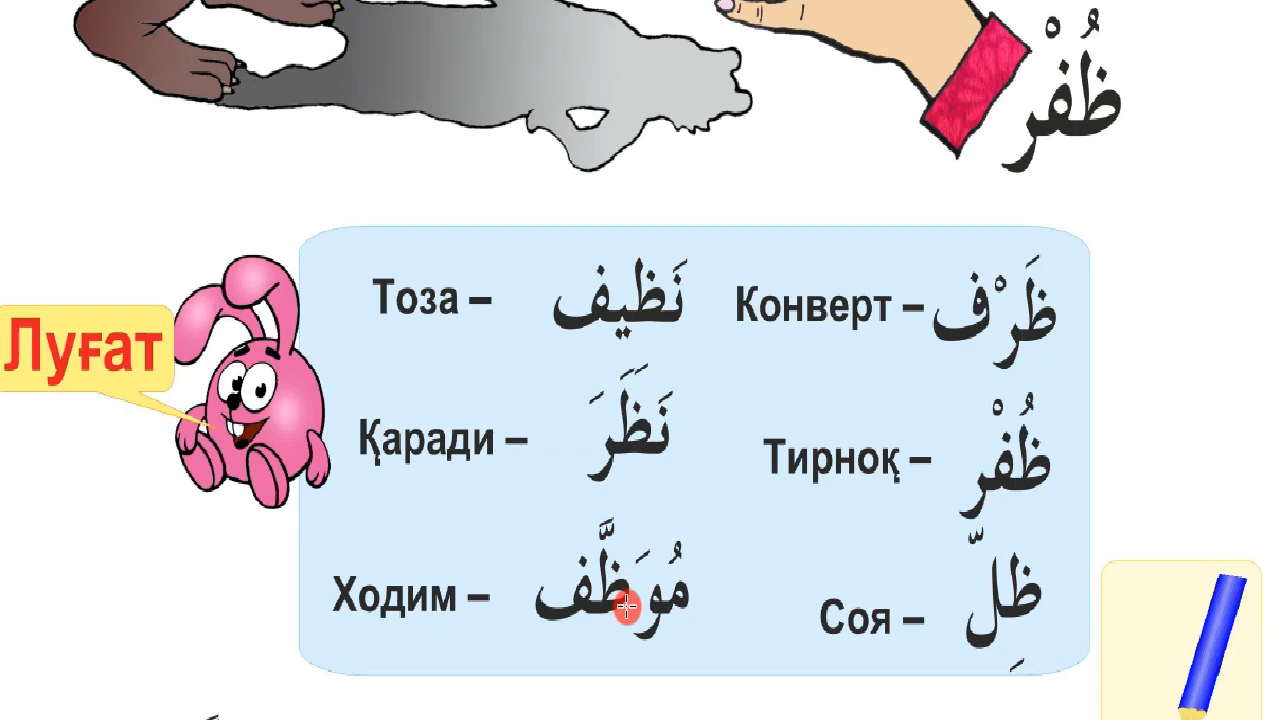 ظُفْر
Луғат
ظَرْف – Конверт
نَظِيف – Тоза
ظُفْر – Тирноқ
نَظَرَ – Қаради
ظِلّ – Соя
مُوَظَّف – Ходим